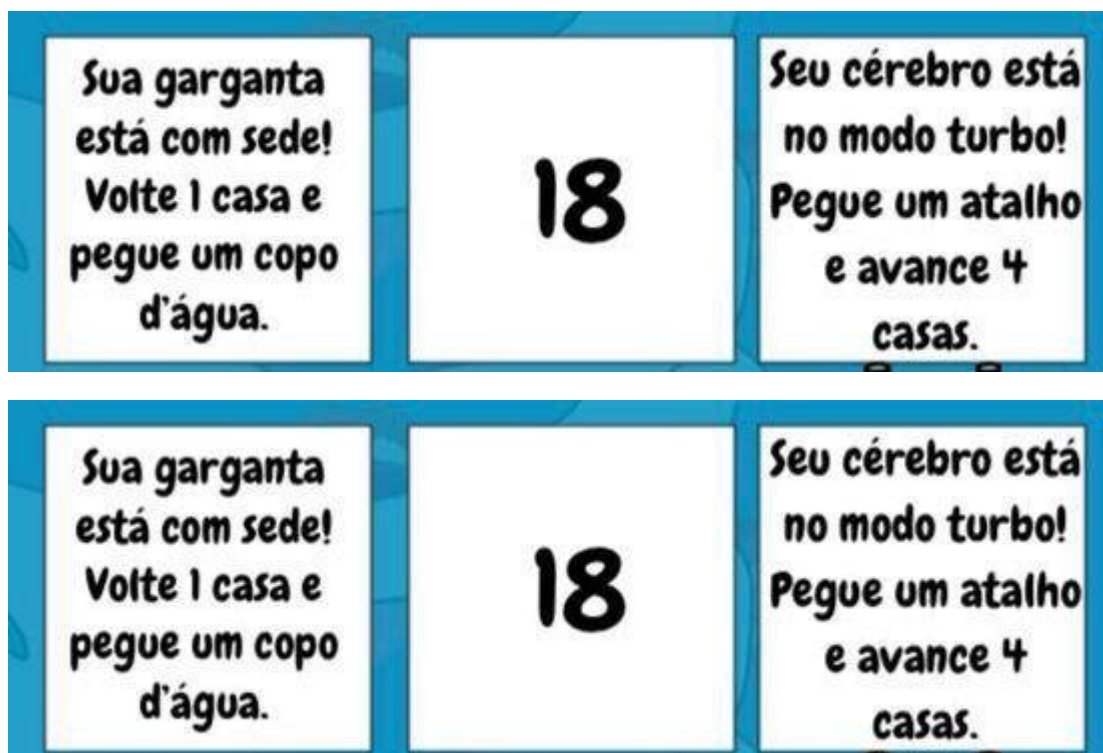 Sua garganta
está com sede!
Volte 1 casa e
pegue um copo
d'água.
18
Seu cérebro está
no modo turbo!
Pegue um atalho
e avance 4
casas.
Sua garganta
está com sede!
Volte 1 casa e
pegue um copo
d'água.
18
Seu cérebro está
no modo turbo!
Pegue um atalho
e avance 4
casas.